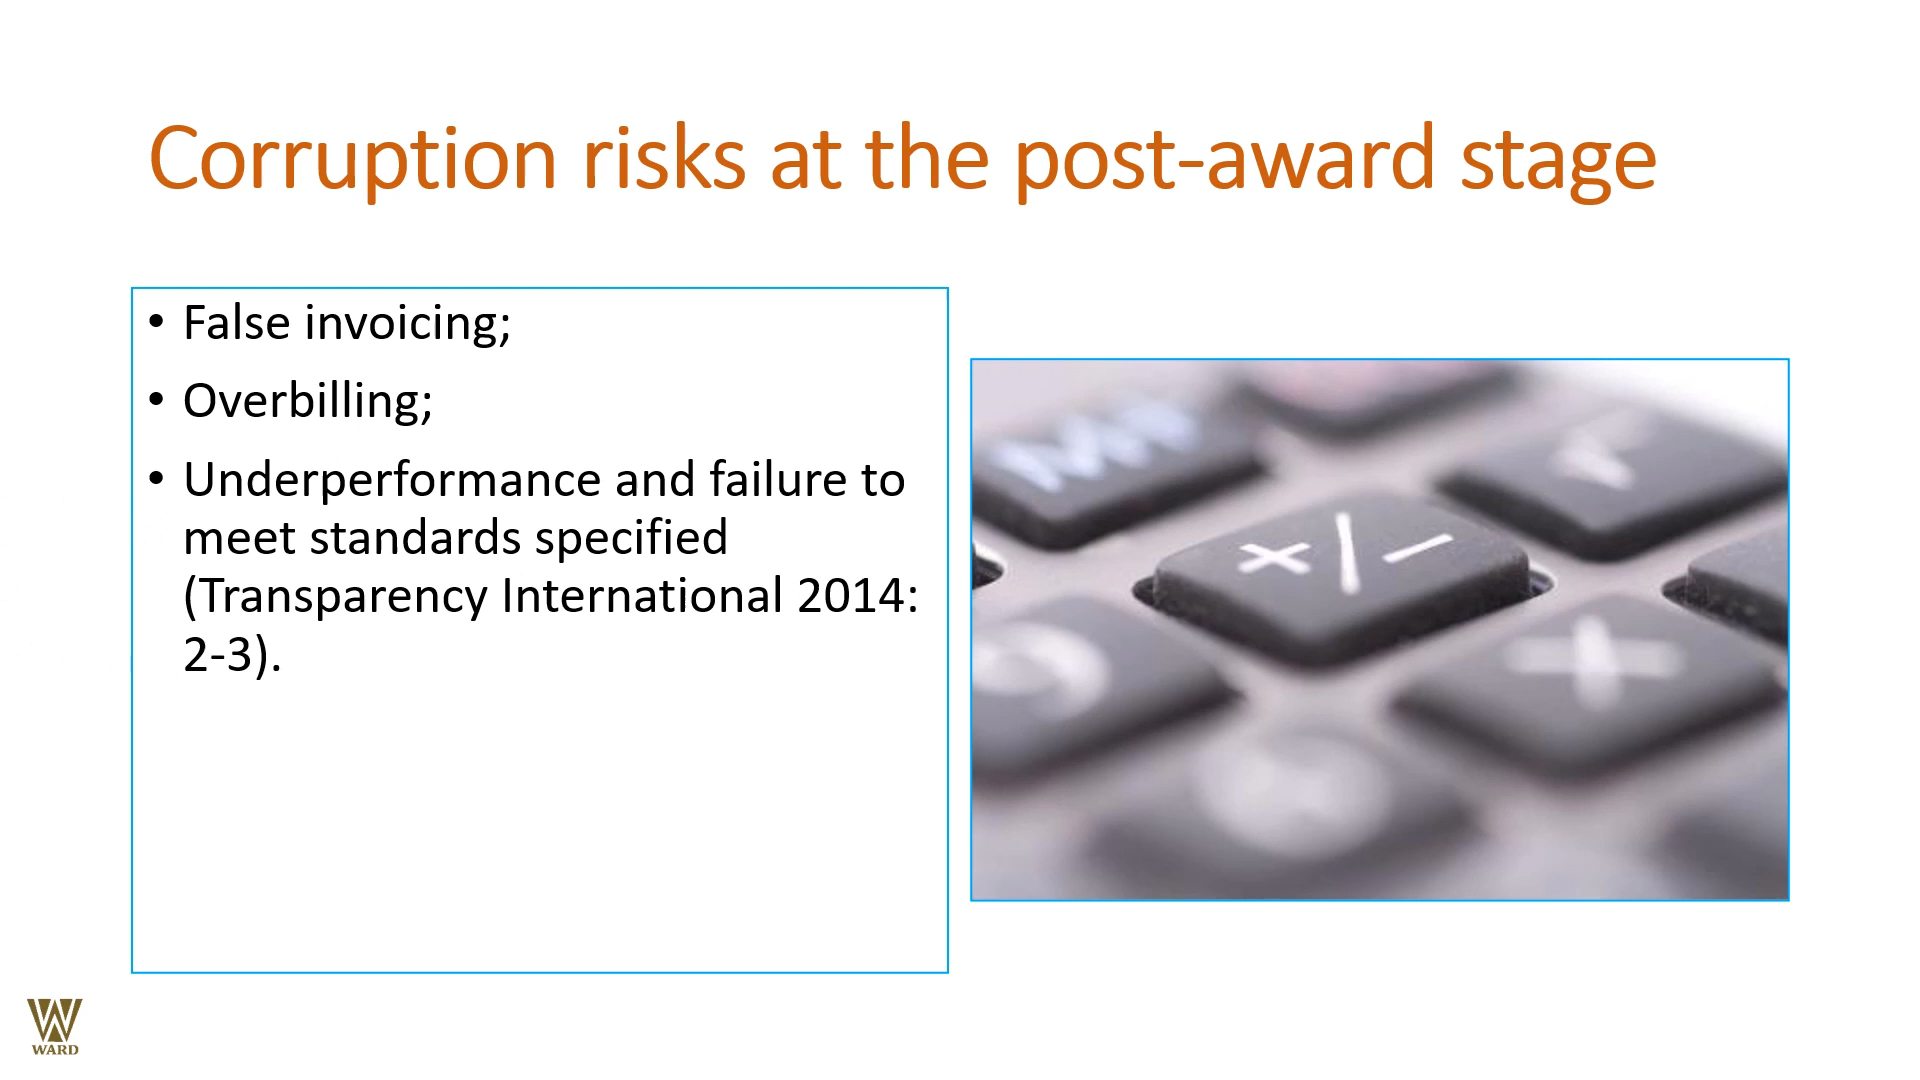 Corruption risks at the post-award stage
• False invoicing;
• Overbilling;
• Underperformance and failure to
meet standards specified
(Transparency International 2014:
2-3).
+/−
WARD